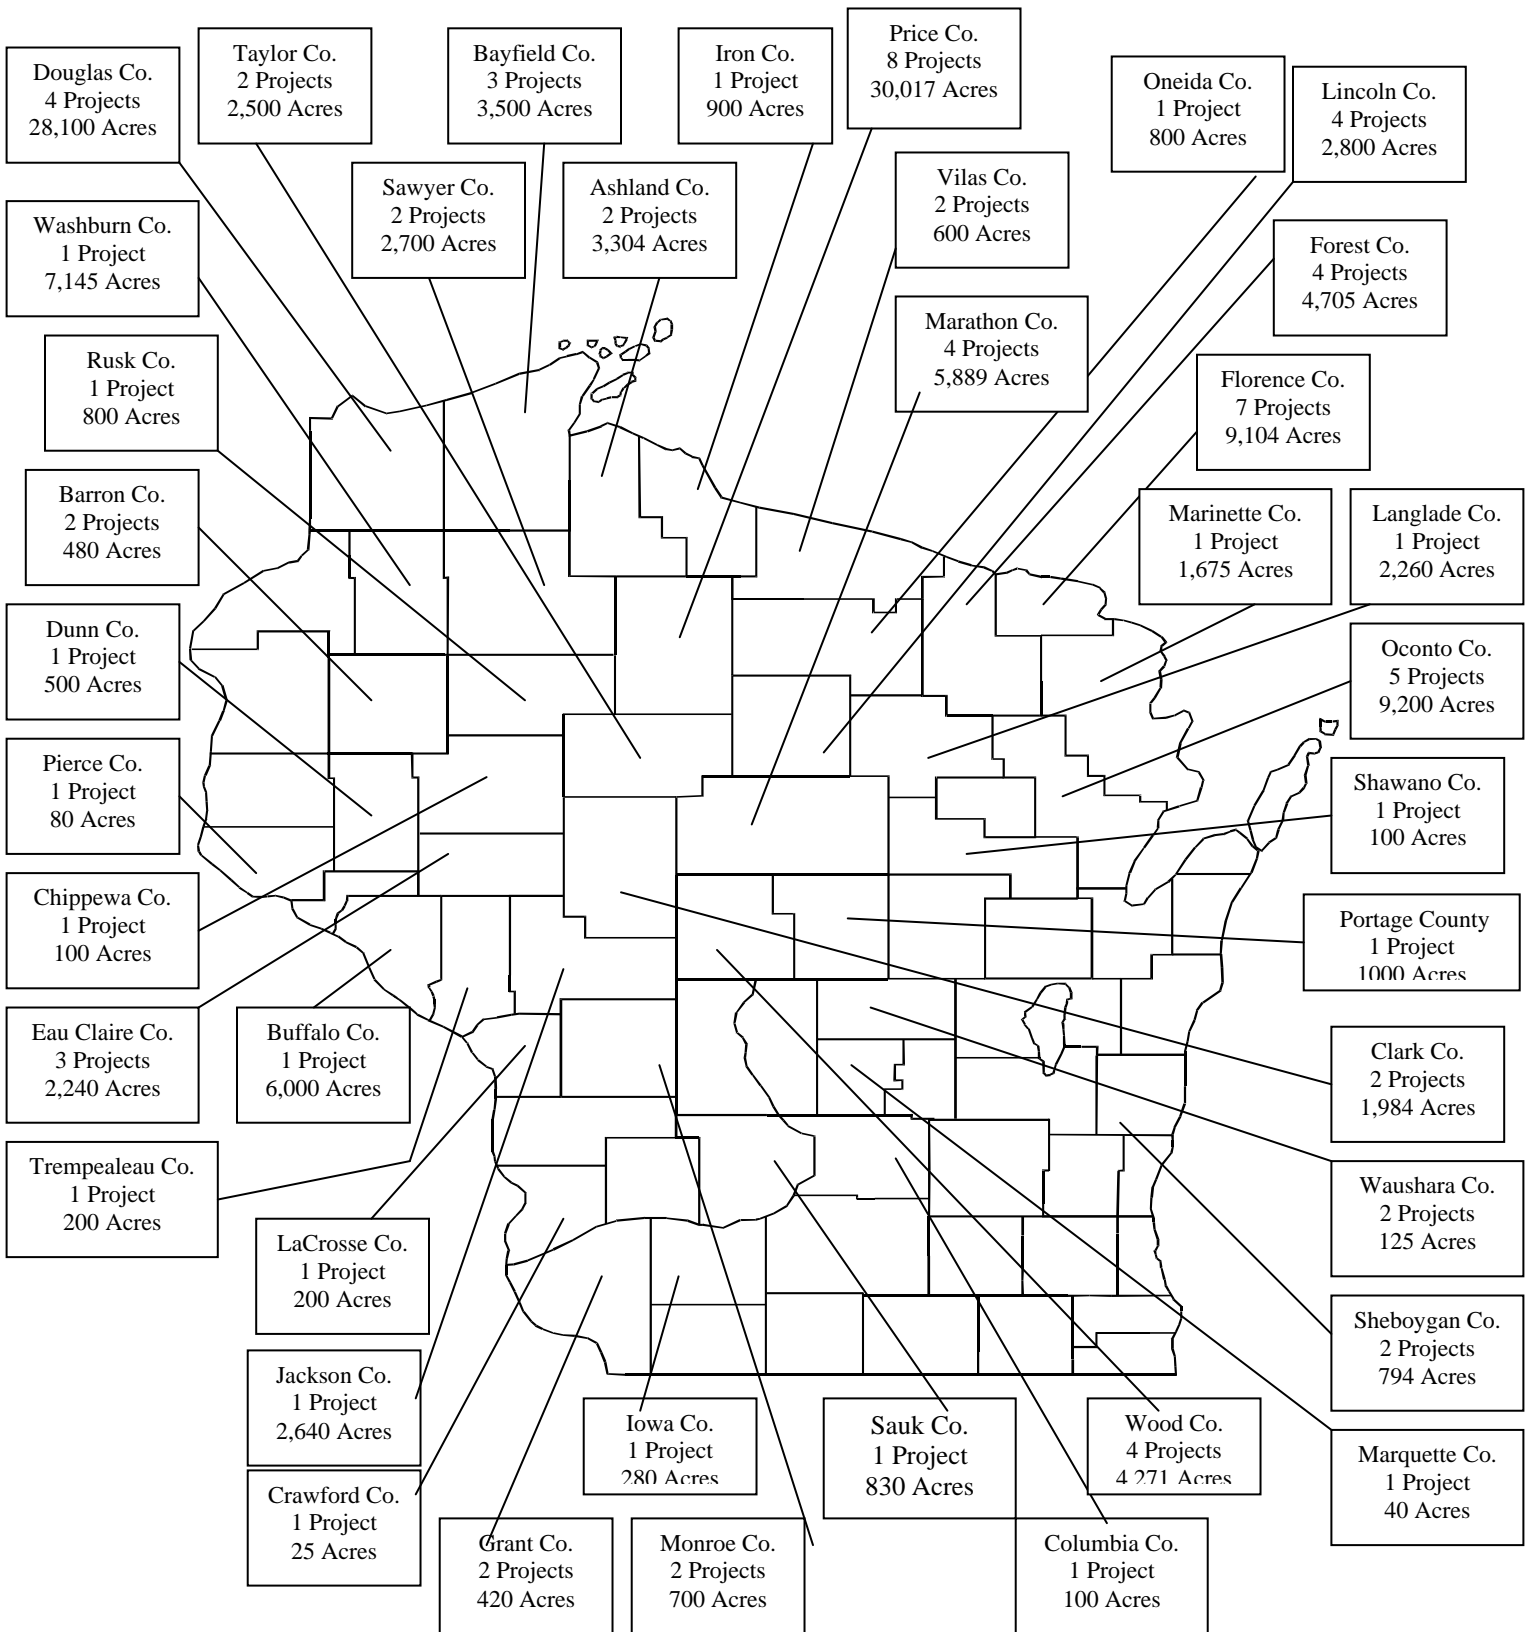 Douglas Co.
4 Projects
28,100 Acres
Taylor Co.
2 Projects
2,500 Acres
Bayfield Co.
3 Projects
3,500 Acres
Iron Co.
1 Project
900 Acres
Price Co.
8 Projects
30,017 Acres
Oneida Co.
1 Project
800 Acres
Lincoln Co.
4 Projects
2,800 Acres
Sawyer Co.
2 Projects
2,700 Acres
Ashland Co.
2 Projects
3,304 Acres
Vilas Co.
2 Projects
600 Acres
Washburn Co.
1 Project
7,145 Acres
Forest Co.
4 Projects
4,705 Acres
Marathon Co.
4 Projects
5,889 Acres
Rusk Co.
1 Project
800 Acres
Florence Co.
7 Projects
9,104 Acres
Barron Co.
2 Projects
480 Acres
Marinette Co.
1 Project
1,675 Acres
Langlade Co.
1 Project
2,260 Acres
Dunn Co.
1 Project
500 Acres
Oconto Co.
5 Projects
9,200 Acres
Pierce Co.
1 Project
80 Acres
Shawano Co.
1 Project
100 Acres
Chippewa Co.
1 Project
100 Acres
Portage County
1 Project
1000 Acres
Eau Claire Co.
3 Projects
2,240 Acres
Buffalo Co.
1 Project
6,000 Acres
Clark Co.
2 Projects
1,984 Acres
Trempealeau Co.
1 Project
200 Acres
Waushara Co.
2 Projects
125 Acres
LaCrosse Co.
1 Project
200 Acres
Sheboygan Co.
2 Projects
794 Acres
Jackson Co.
1 Project
2,640 Acres
Iowa Co.
1 Project
280 Acres
Sauk Co.
1 Project
830 Acres
Wood Co.
4 Projects
4,271 Acres
Marquette Co.
1 Project
40 Acres
Crawford Co.
1 Project
25 Acres
Grant Co.
2 Projects
420 Acres
Monroe Co.
2 Projects
700 Acres
Columbia Co.
1 Project
100 Acres